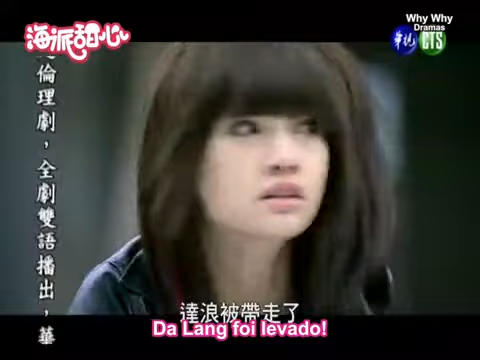 海派甜心
Why Why
Dramas
華視
CTS
倫理劇，全劇雙語播出，華
達浪被帶走了
Da Lang foi levado!